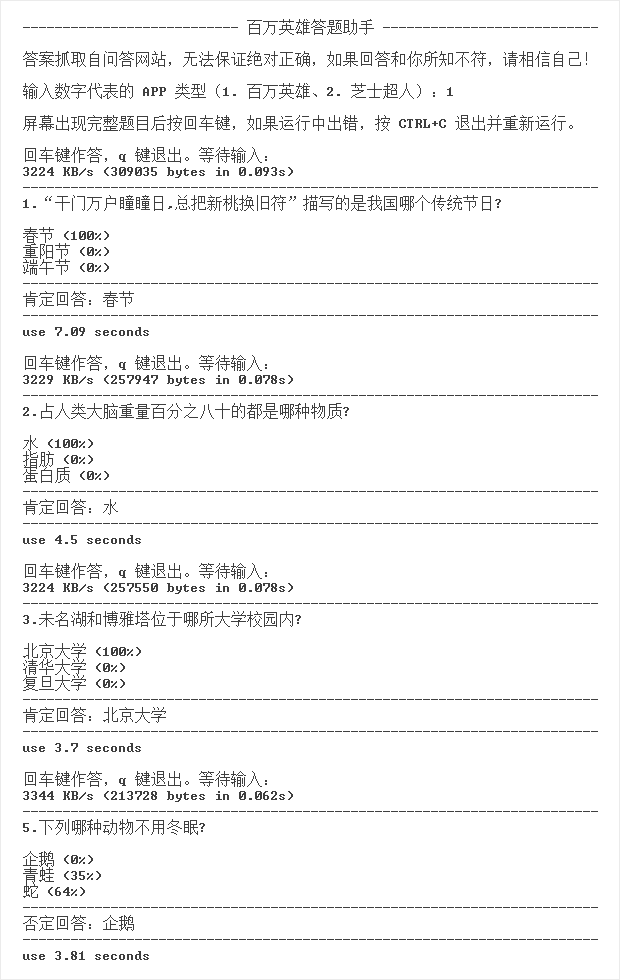 --------------------------- 百万英雄答题助手 ---------------------------
答案抓取自问答网站，无法保证绝对正确，如果回答和你所知不符，请相信自己！
输入数字代表的 APP 类型（1. 百万英雄、2. 芝士超人）：1
屏幕出现完整题目后按回车键，如果运行中出错，按 CTRL+C 退出并重新运行。
回车键作答，q 键退出。等待输入：
3224 KB/s (309035 bytes in 0.093s)
------------------------------------------------------------------------
1.“干门万户瞳瞳日,总把新桃换旧符”描写的是我国哪个传统节日?
春节 (100%)
重阳节 (0%)
端午节 (0%)
------------------------------------------------------------------------
肯定回答：春节
------------------------------------------------------------------------
use 7.09 seconds
回车键作答，q 键退出。等待输入：
3229 KB/s (257947 bytes in 0.078s)
------------------------------------------------------------------------
2.占人类大脑重量百分之八十的都是哪种物质?
水 (100%)
指肪 (0%)
蛋白质 (0%)
------------------------------------------------------------------------
肯定回答：水
------------------------------------------------------------------------
use 4.5 seconds
回车键作答，q 键退出。等待输入：
3224 KB/s (257550 bytes in 0.078s)
------------------------------------------------------------------------
3.未名湖和博雅塔位于哪所大学校园内?
北京大学 (100%)
清华大学 (0%)
复旦大学 (0%)
------------------------------------------------------------------------
肯定回答：北京大学
------------------------------------------------------------------------
use 3.7 seconds
回车键作答，q 键退出。等待输入：
3344 KB/s (213728 bytes in 0.062s)
------------------------------------------------------------------------
5.下列哪种动物不用冬眠?
企鹅 (0%)
青蛙 (35%)
蛇 (64%)
------------------------------------------------------------------------
否定回答：企鹅
------------------------------------------------------------------------
use 3.81 seconds